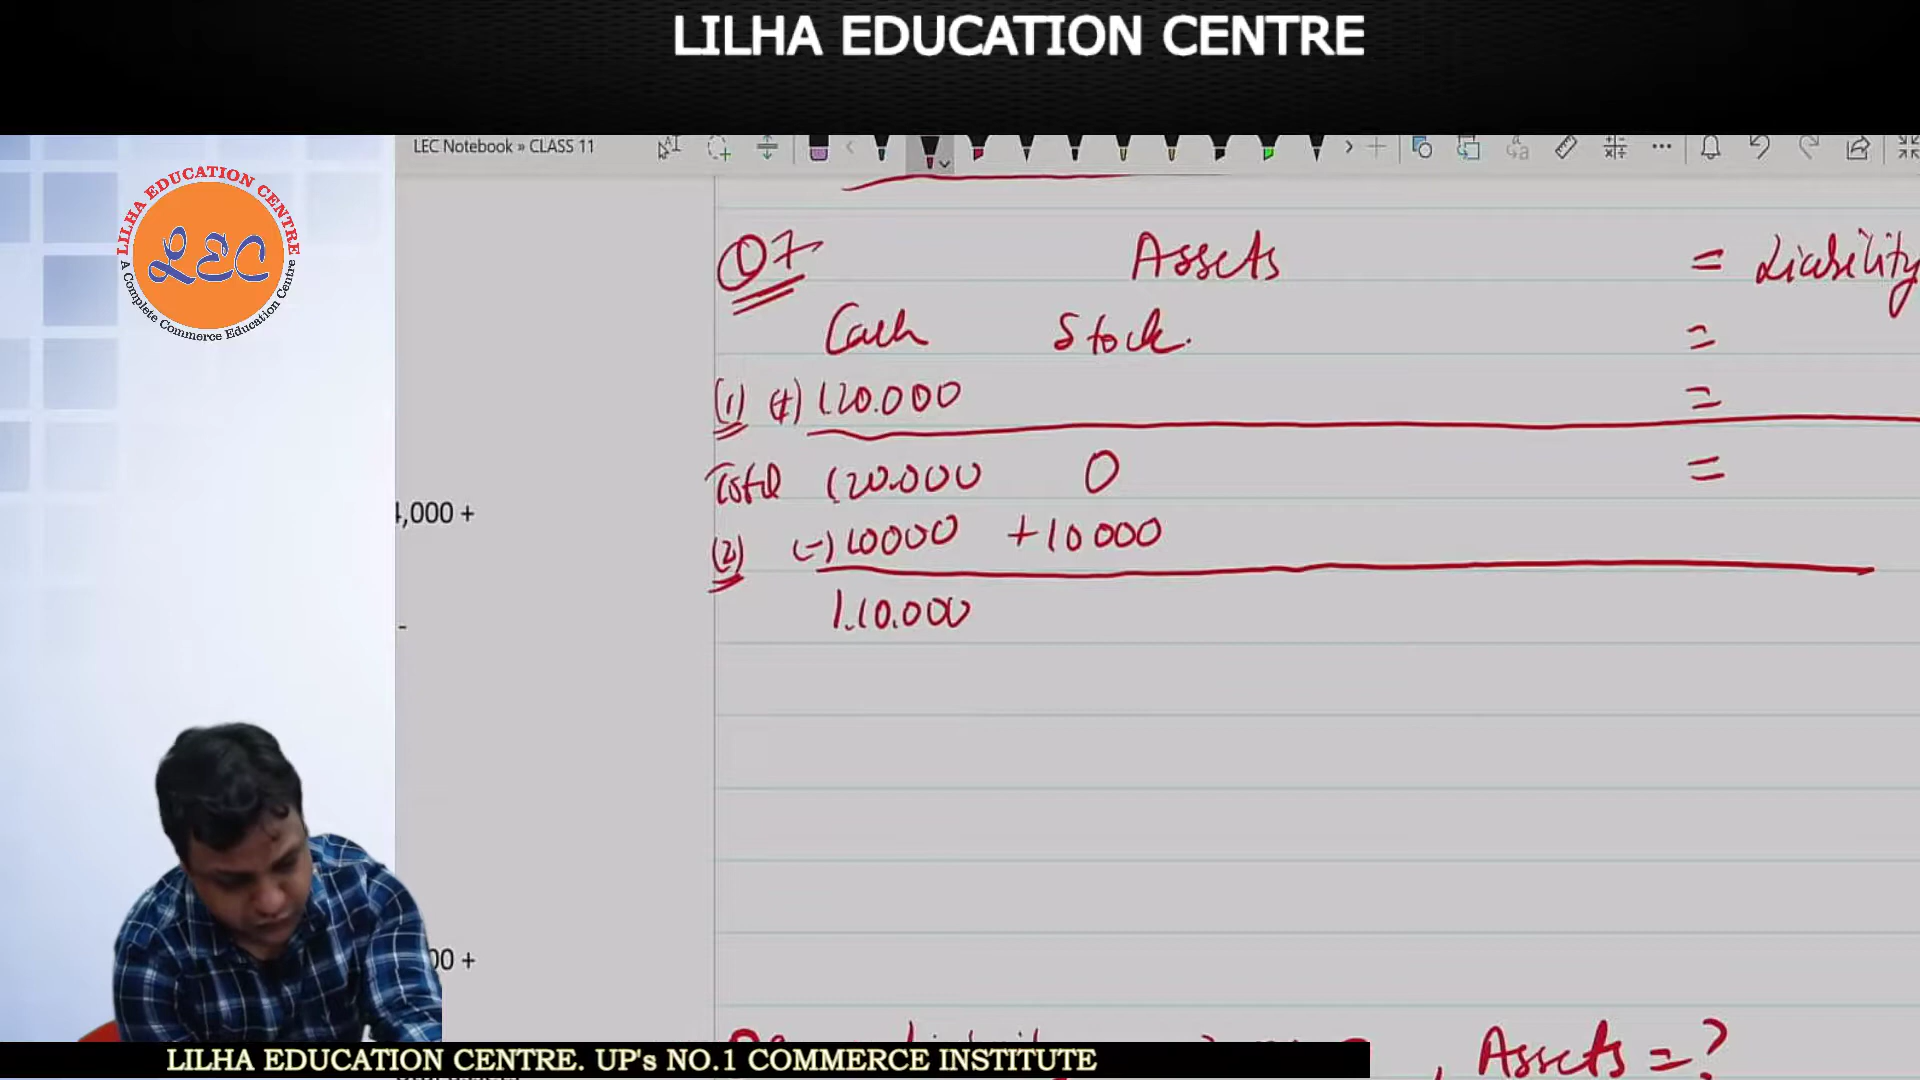 LILHA EDUCATION CENTRE
LEC Notebook » CLASS 11
LILHA EDUCATION CENTRE
LEC
A Complete Commerce Education Centre
Q7 Assets = Liability
Cash Stock. =
(1) (+) 1.20.000 =
4,000 +
Total 120.000 0 =
(2) (-) 10000 +10000
1.10.000
-
00 +
, Assets = ?
LILHA EDUCATION CENTRE. UP's NO.1 COMMERCE INSTITUTE